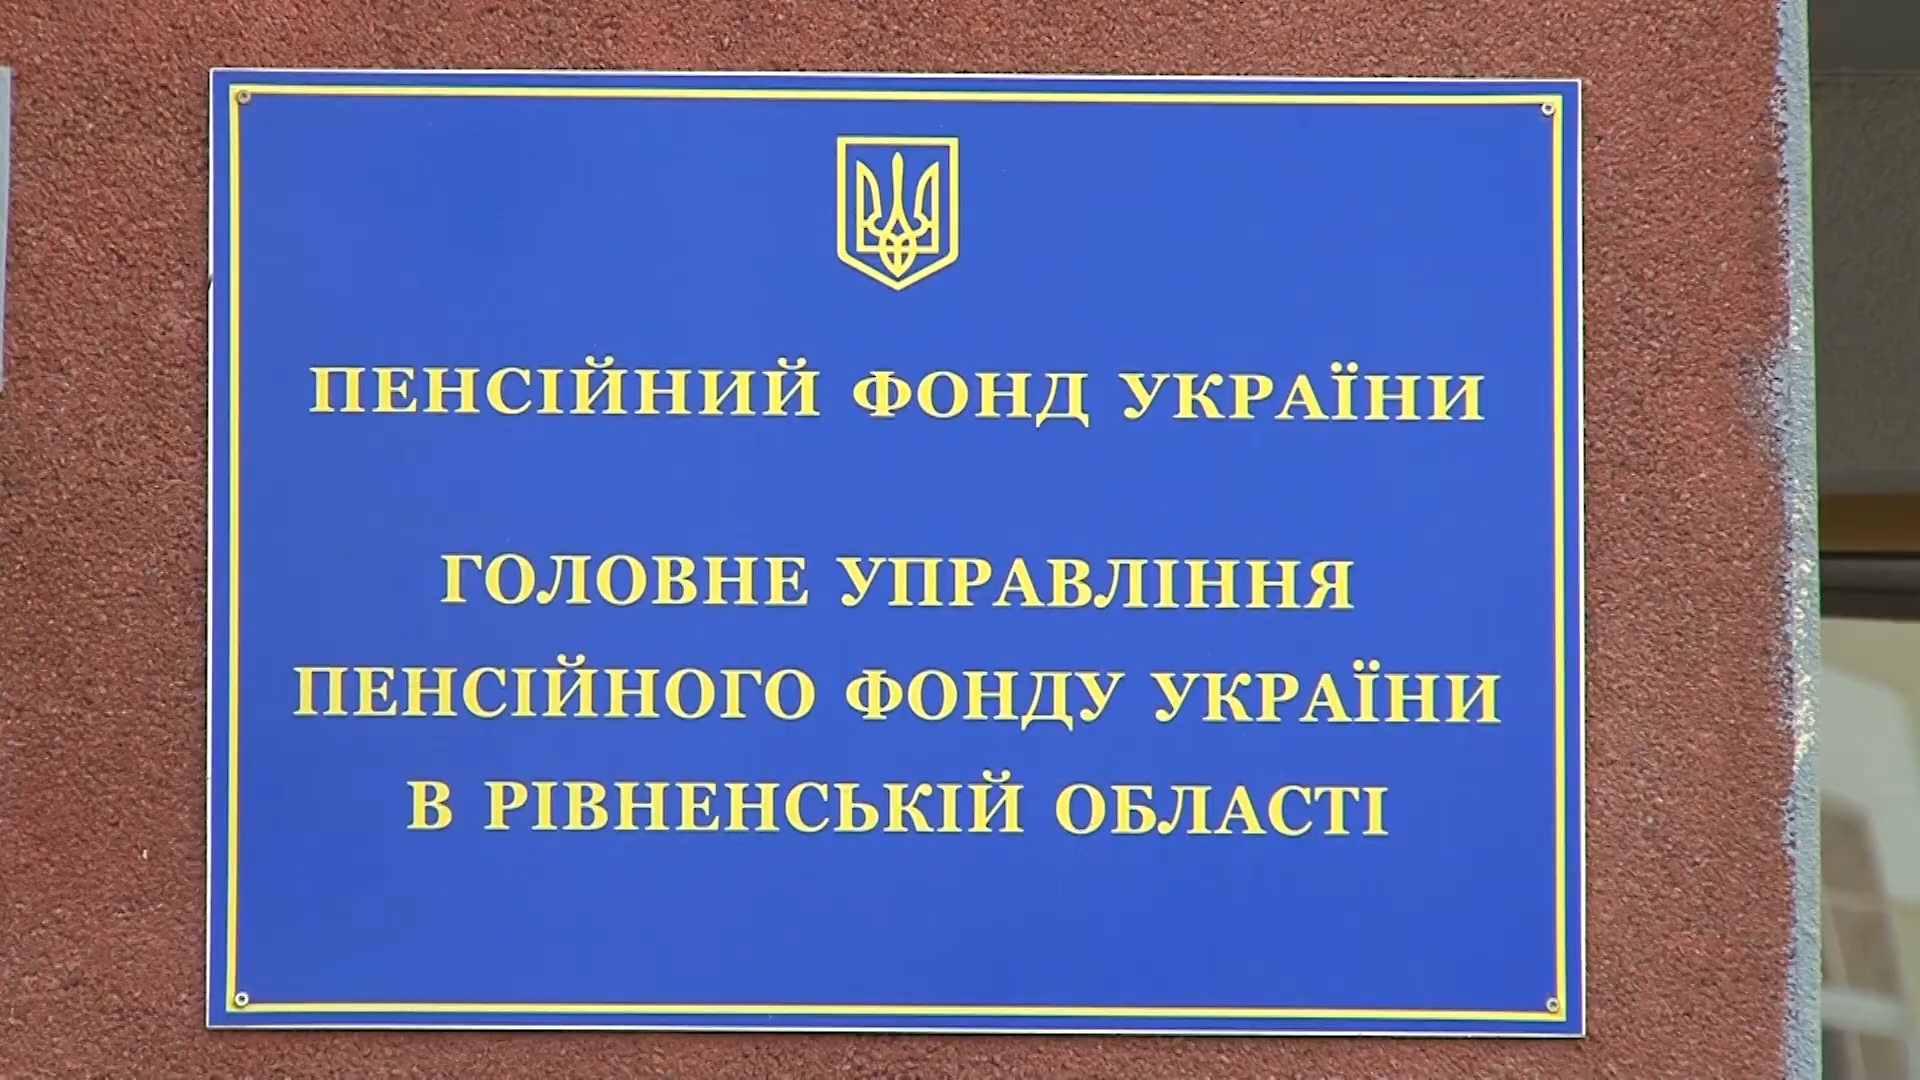 ПЕНСІЙНИЙ ФОНД УКРАЇНИ
ГОЛОВНЕ УПРАВЛІННЯ
ПЕНСІЙНОГО ФОНДУ УКРАЇНИ
В РІВНЕНСЬКІЙ ОБЛАСТІ